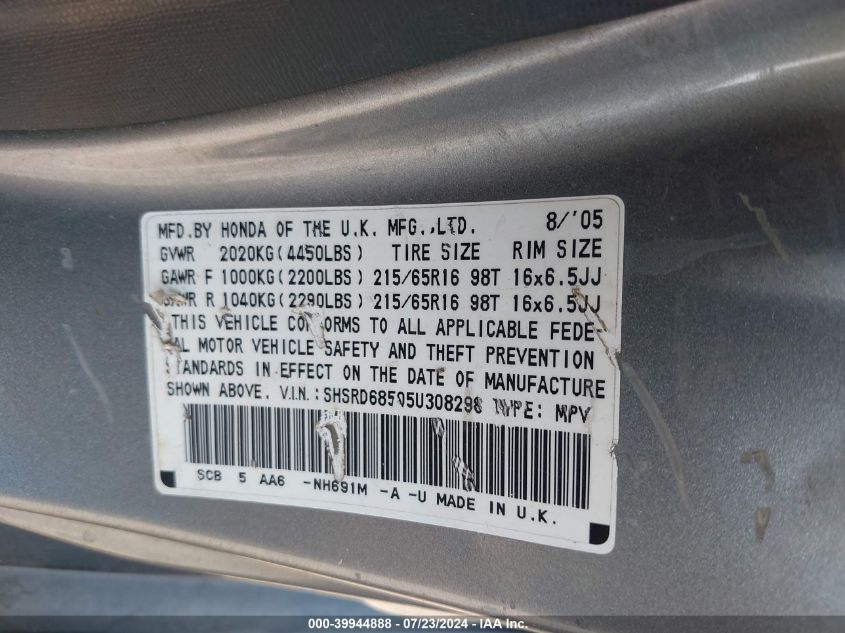 MFD.BY HONDA OF THE U.K. MFG.,LTD. 8/'05
GVWR 2020KG(4450LBS) TIRE SIZE RIM SIZE
GAWR F 1000KG(2200LBS) 215/65R16 98T 16x6.5JJ
GAWR R 1040KG(2290LBS) 215/65R16 98T 16x6.5JJ
THIS VEHICLE CONFORMS TO ALL APPLICABLE FEDE-
AL MOTOR VEHICLE SAFETY AND THEFT PREVENTION
STANDARDS IN EFFECT ON THE DATE OF MANUFACTURE
SHOWN ABOVE. V.I.N.: SHSRD68505U308298 TYPE: MPV
SCB 5 AA6 -NH691M -A -U MADE IN U.K.
000-39944888 - 07/23/2024 - IAA Inc.